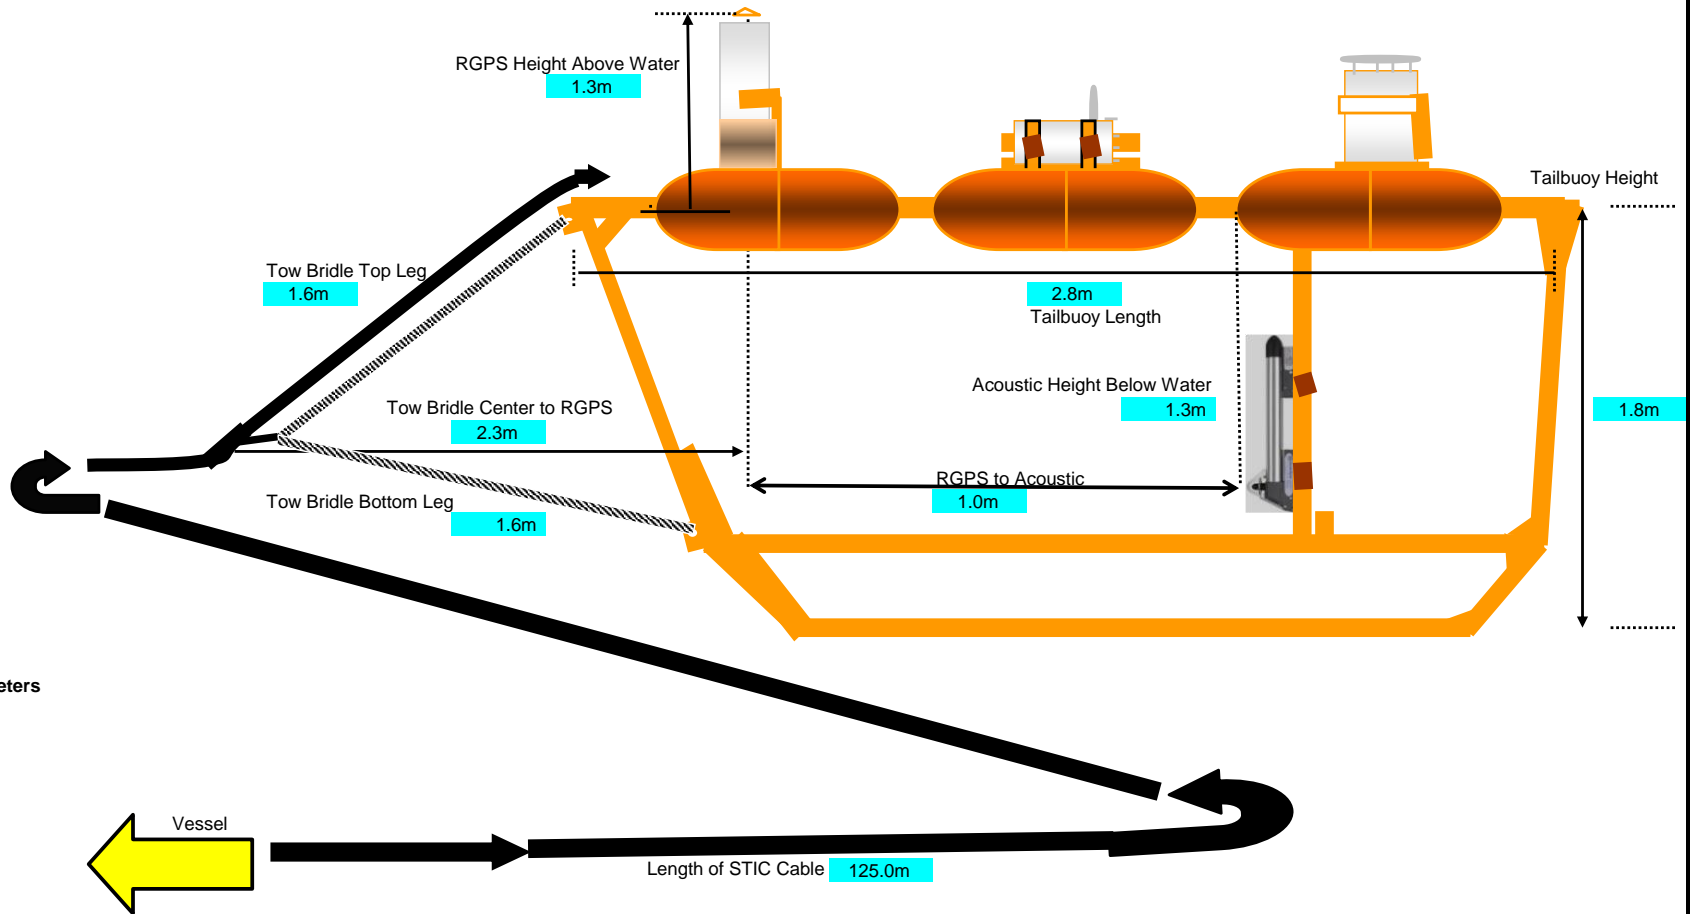 RGPS Height Above Water
1.3m
Tailbuoy Height
Tow Bridle Top Leg
1.6m
2.8m
Tailbuoy Length
Acoustic Height Below Water
1.3m
1.8m
Tow Bridle Center to RGPS
2.3m
RGPS to Acoustic
1.0m
Tow Bridle Bottom Leg
1.6m
eters
Vessel
Length of STIC Cable
125.0m